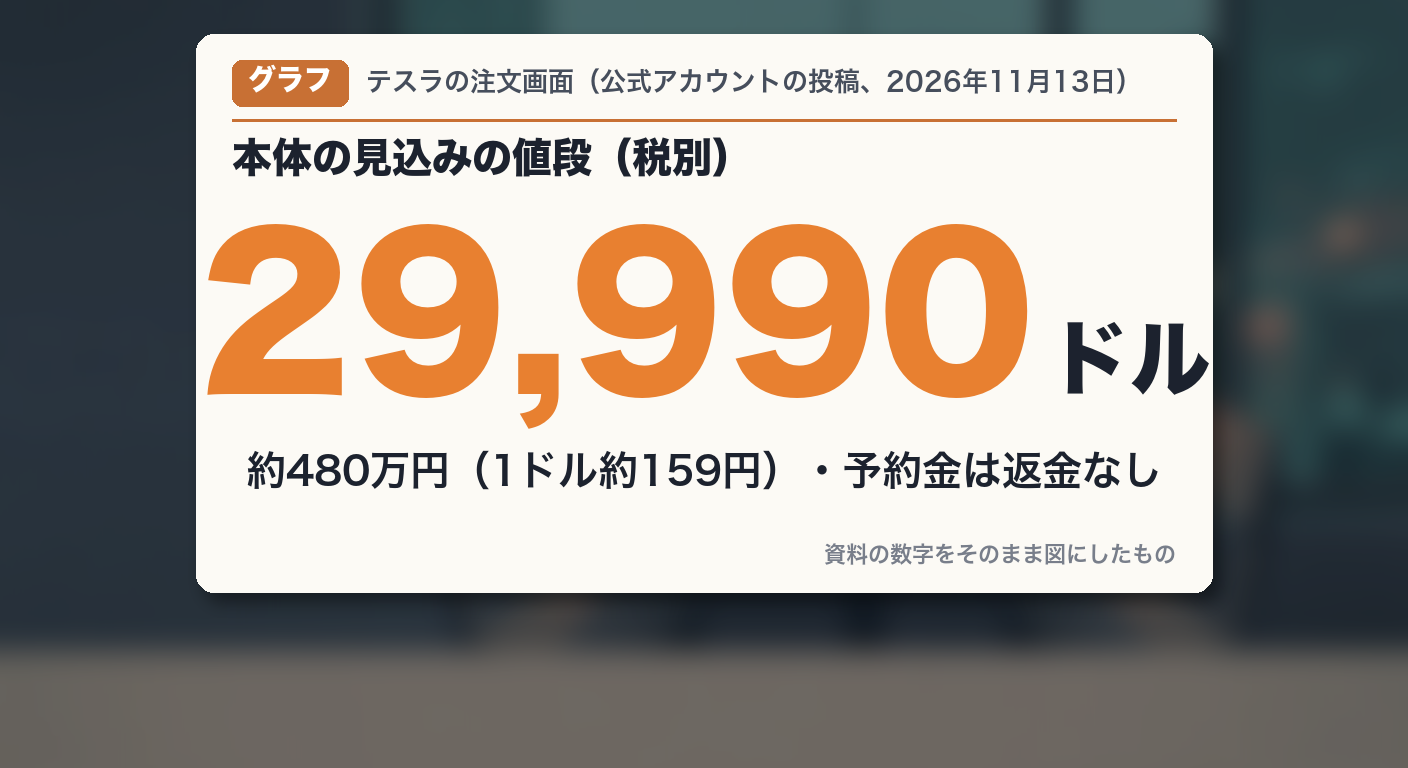 グラフ テスラの注文画面（公式アカウントの投稿、2026年11月13日）
本体の見込みの値段（税別）
29,990 ドル
約480万円（1ドル約159円）・予約金は返金なし
資料の数字をそのまま図にしたもの